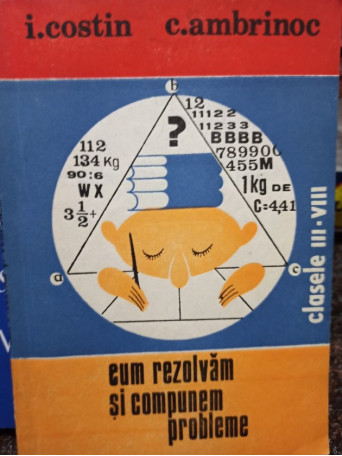 i.costin c.ambrinoc
b
12
11122
11233
BBBB
789900
455M
1kg DE
C=4,41
?
112
134 Kg
90:6
W X
3 1/2 +
a
c
clasele III-VIII
cum rezolvăm
și compunem
probleme